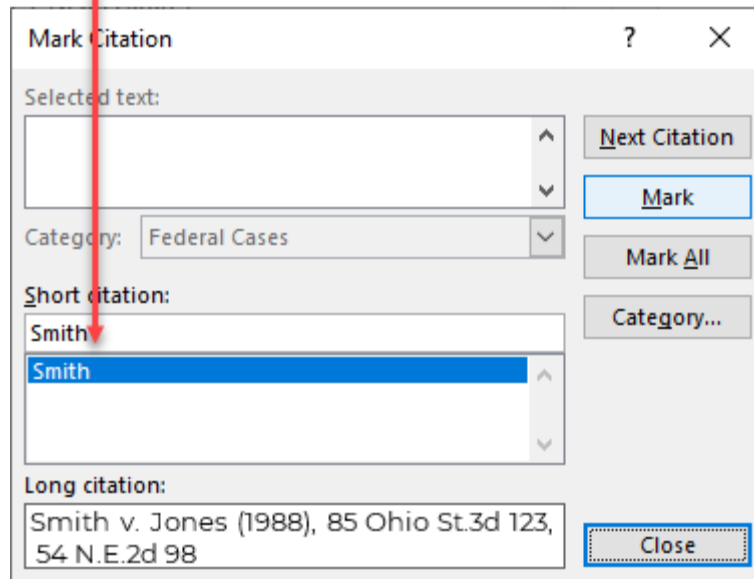 Mark Citation ? ×
Selected text:
Next Citation
Mark
Category: Federal Cases
Mark All
Short citation:
Category...
Smith
Smith
Long citation:
Smith v. Jones (1988), 85 Ohio St.3d 123,
54 N.E.2d 98
Close